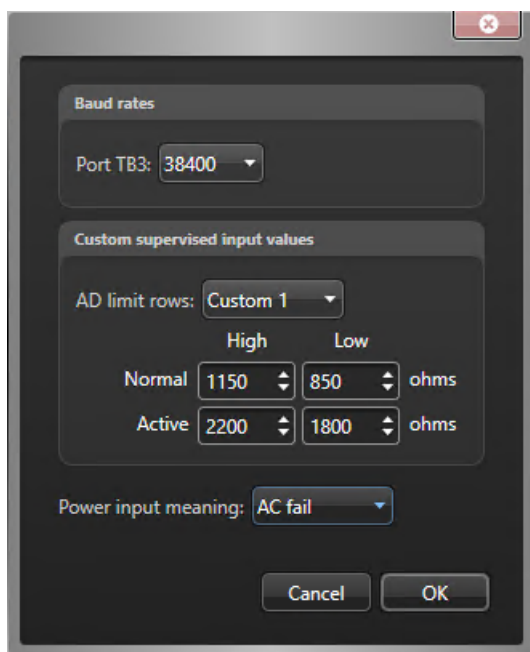 Baud rates
Port TB3: 38400
Custom supervised input values
AD limit rows: Custom 1
High Low
Normal 1150 850 ohms
Active 2200 1800 ohms
Power input meaning: AC fail
Cancel OK